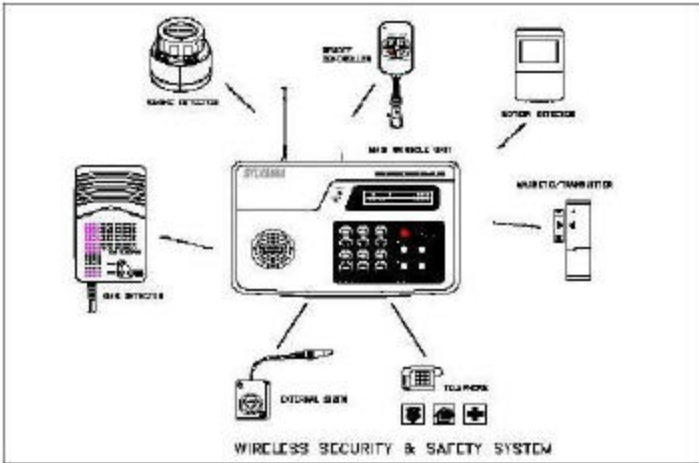 SMOKE DETECTOR
REMOTE
CONTROLLER
MOTION DETECTOR
MAIN CONSOLE UNIT
SYLVANIA
MAGNETIC/TRANSMITTER
GAS DETECTOR
EXTERNAL SIREN
TELEPHONE
WIRELESS SECURITY & SAFETY SYSTEM